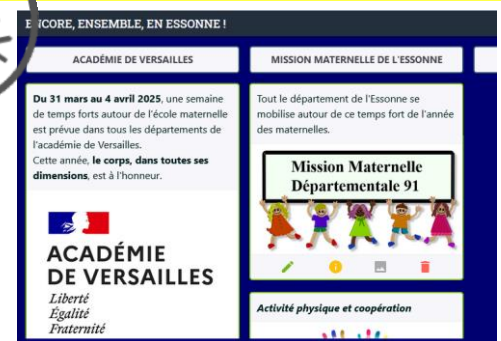 ENCORE, ENSEMBLE, EN ESSONNE !
ACADÉMIE DE VERSAILLES
Du 31 mars au 4 avril 2025, une semaine
de temps forts autour de l'école maternelle
est prévue dans tous les départements de
l'académie de Versailles.
Cette année, le corps, dans toutes ses
dimensions, est à l'honneur.
ACADÉMIE
DE VERSAILLES
Liberté
Égalité
Fraternité
MISSION MATERNELLE DE L'ESSONNE
Tout le département de l'Essonne se
mobilise autour de ce temps fort de l'année
des maternelles.
Mission Maternelle
Départementale 91
Activité physique et coopération